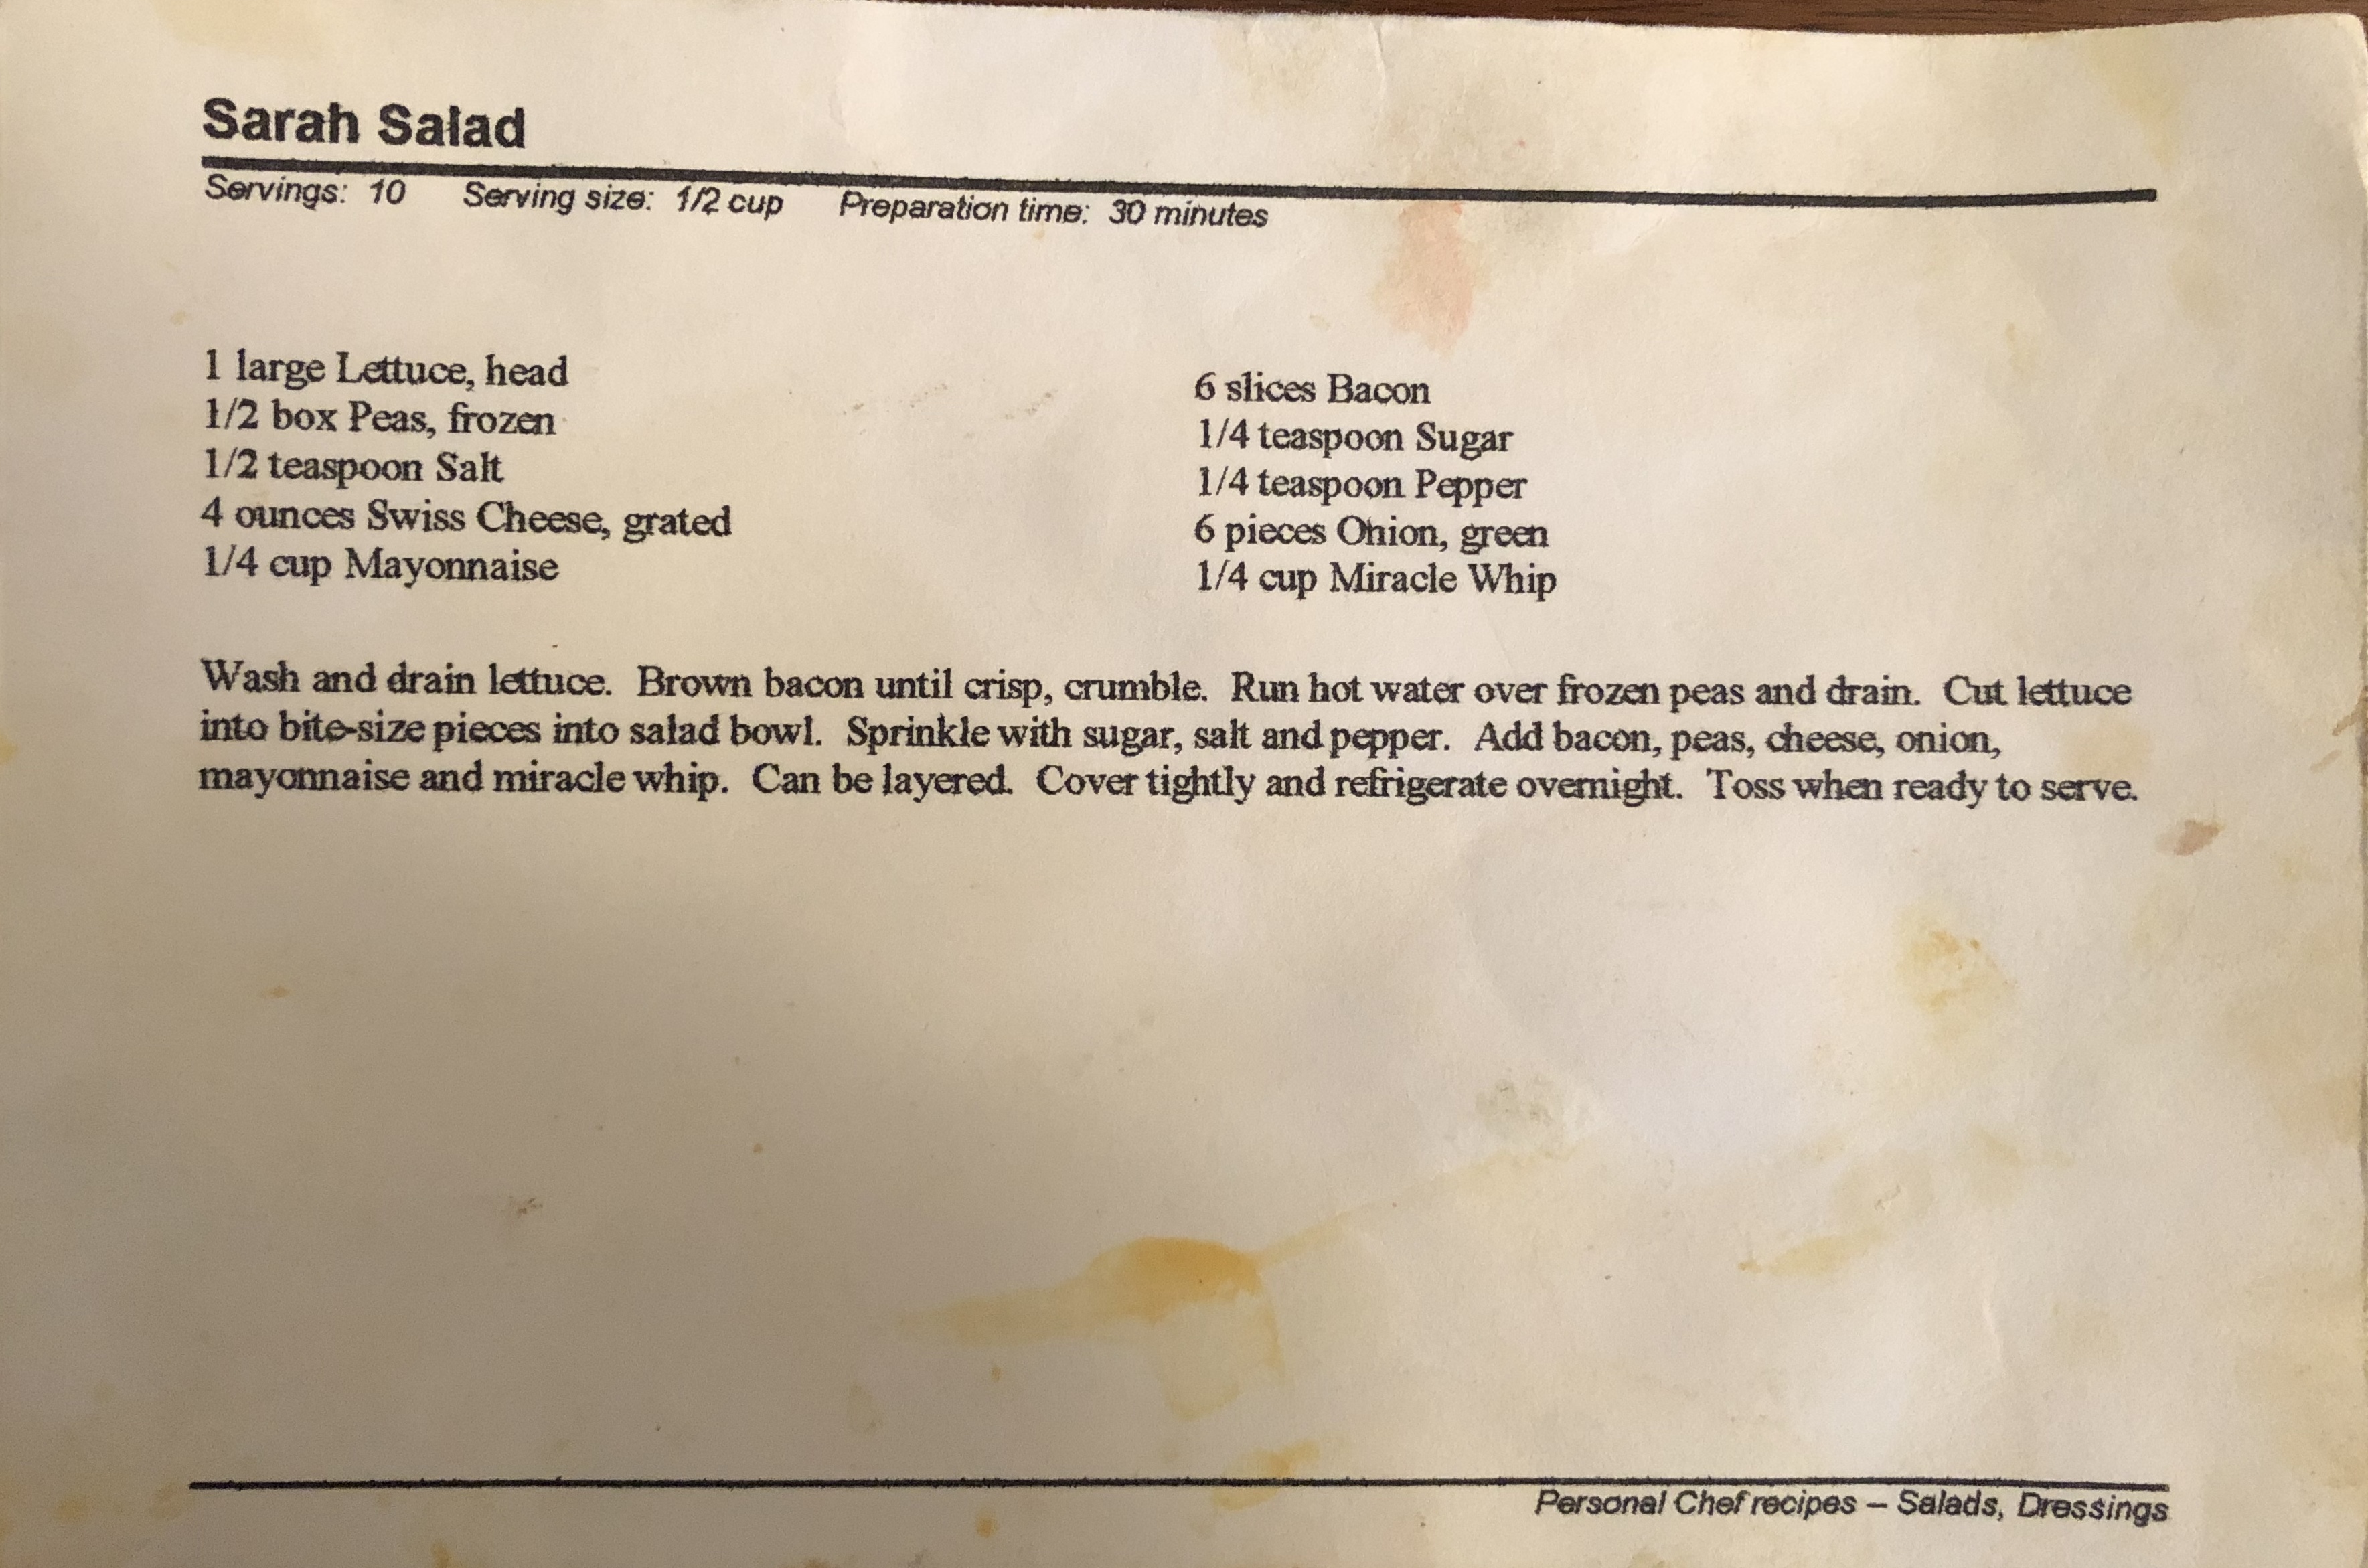 Sarah Salad
Servings: 10 Serving size: 1/2 cup Preparation time: 30 minutes
1 large Lettuce, head
1/2 box Peas, frozen
1/2 teaspoon Salt
4 ounces Swiss Cheese, grated
1/4 cup Mayonnaise
6 slices Bacon
1/4 teaspoon Sugar
1/4 teaspoon Pepper
6 pieces Onion, green
1/4 cup Miracle Whip
Wash and drain lettuce. Brown bacon until crisp, crumble. Run hot water over frozen peas and drain. Cut lettuce
into bite-size pieces into salad bowl. Sprinkle with sugar, salt and pepper. Add bacon, peas, cheese, onion,
mayonnaise and miracle whip. Can be layered. Cover tightly and refrigerate overnight. Toss when ready to serve.
Personal Chef recipes – Salads, Dressings